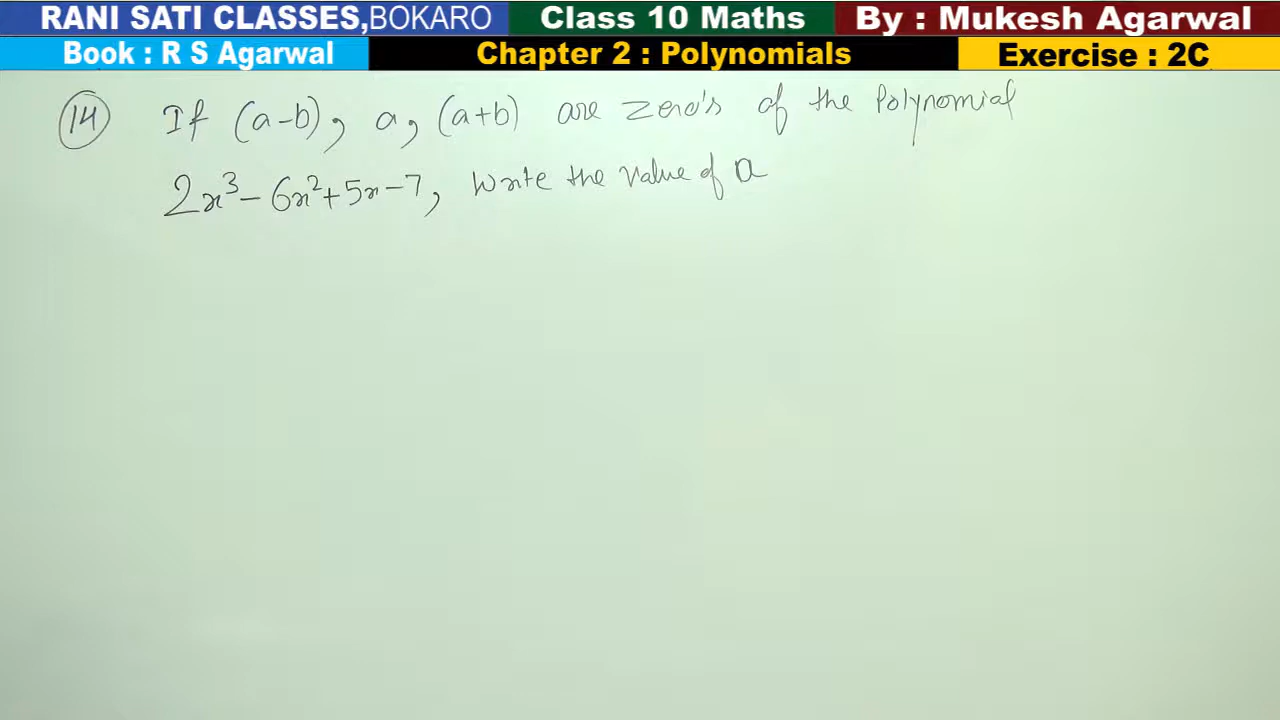 RANI SATI CLASSES,BOKARO Class 10 Maths By : Mukesh Agarwal
Book : R S Agarwal Chapter 2 : Polynomials Exercise : 2C
14 If (a-b), a, (a+b) are zero's of the Polynomial
2x³ - 6x² + 5x - 7, Write the value of a